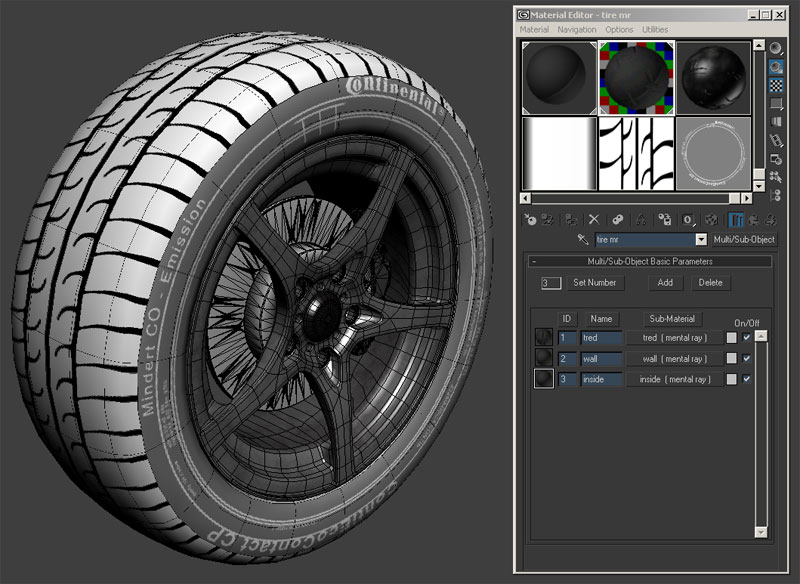 Material Editor - tire mr
Material Navigation Options Utilities
tire mr Multi/Sub-Object
- Multi/Sub-Object Basic Parameters
3 Set Number Add Delete
ID Name Sub-Material On/Off
1 tred tred ( mental ray )
2 wall wall ( mental ray )
3 inside inside ( mental ray )
Continental
Mindert CO - Emission
ContiEcoContact CP